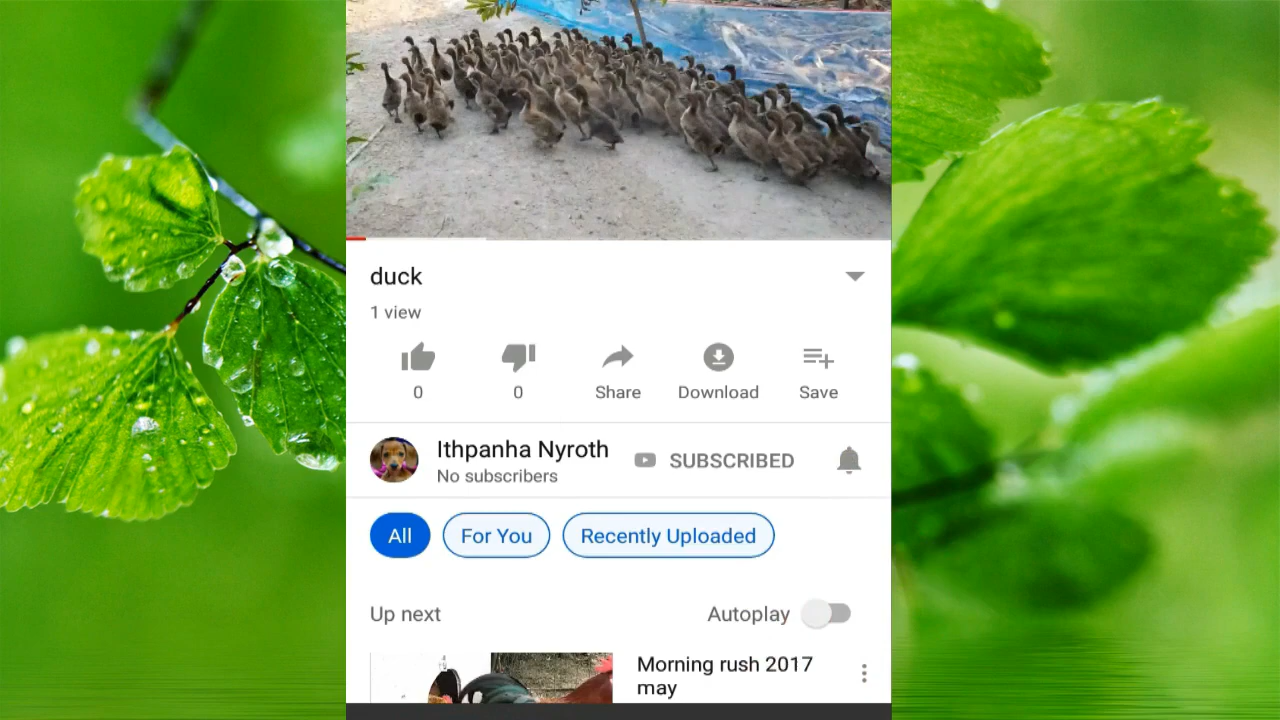 duck
1 view
0
0
Share
Download
Save
Ithpanha Nyroth
No subscribers
SUBSCRIBED
All
For You
Recently Uploaded
Up next
Autoplay
Morning rush 2017
may